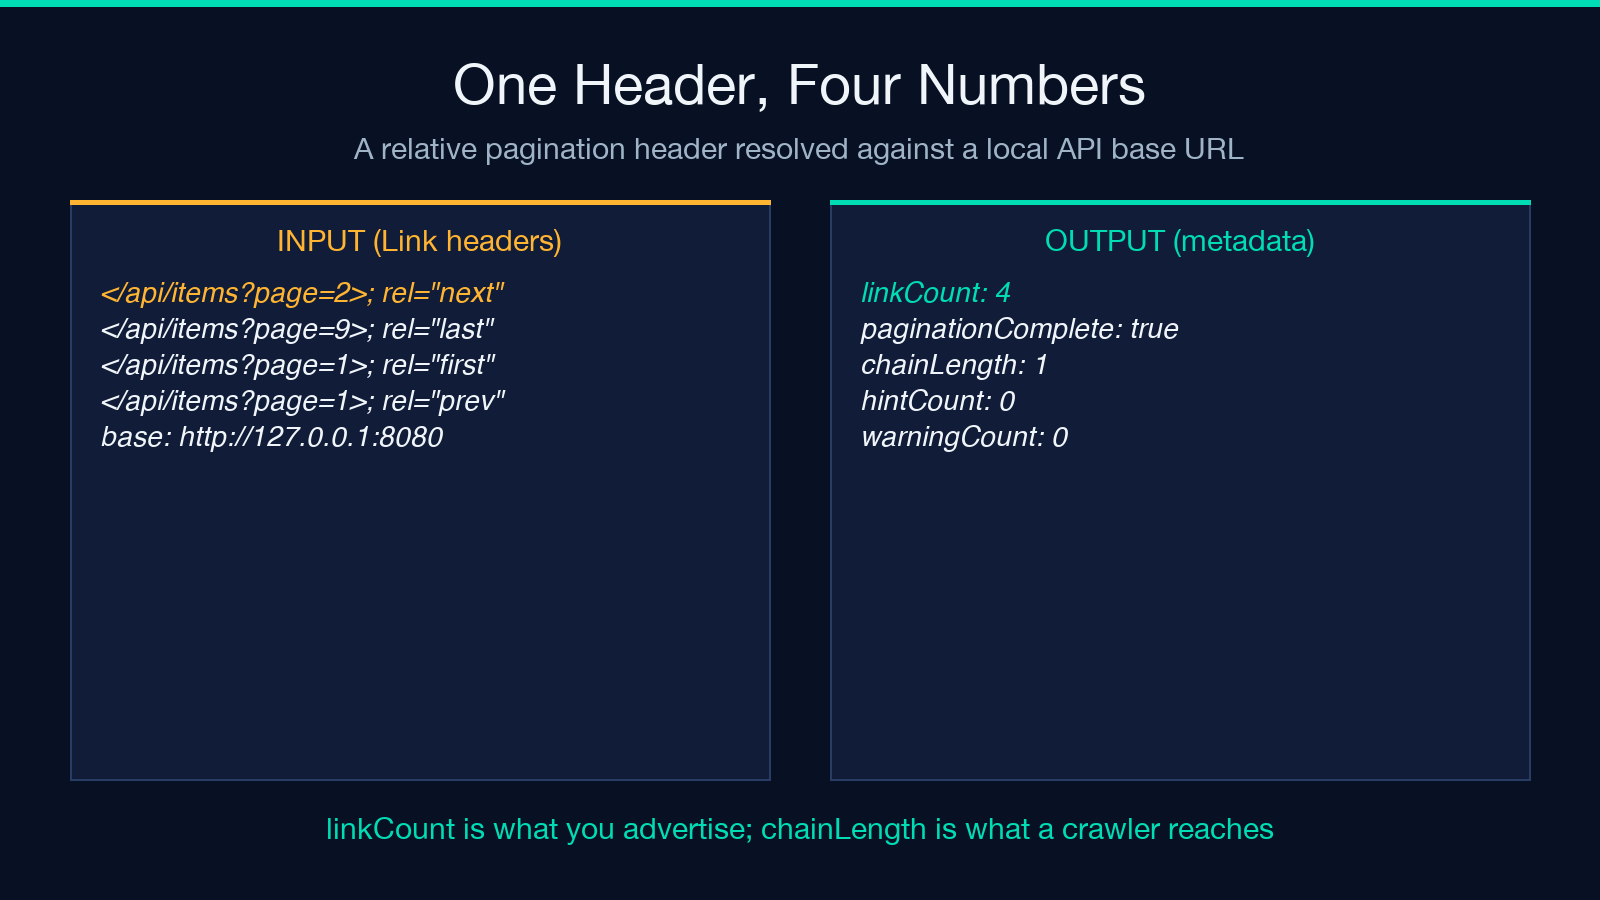 One Header, Four Numbers
A relative pagination header resolved against a local API base URL
INPUT (Link headers)
</api/items?page=2>; rel="next"
</api/items?page=9>; rel="last"
</api/items?page=1>; rel="first"
</api/items?page=1>; rel="prev"
base: http://127.0.0.1:8080
OUTPUT (metadata)
linkCount: 4
paginationComplete: true
chainLength: 1
hintCount: 0
warningCount: 0
linkCount is what you advertise; chainLength is what a crawler reaches